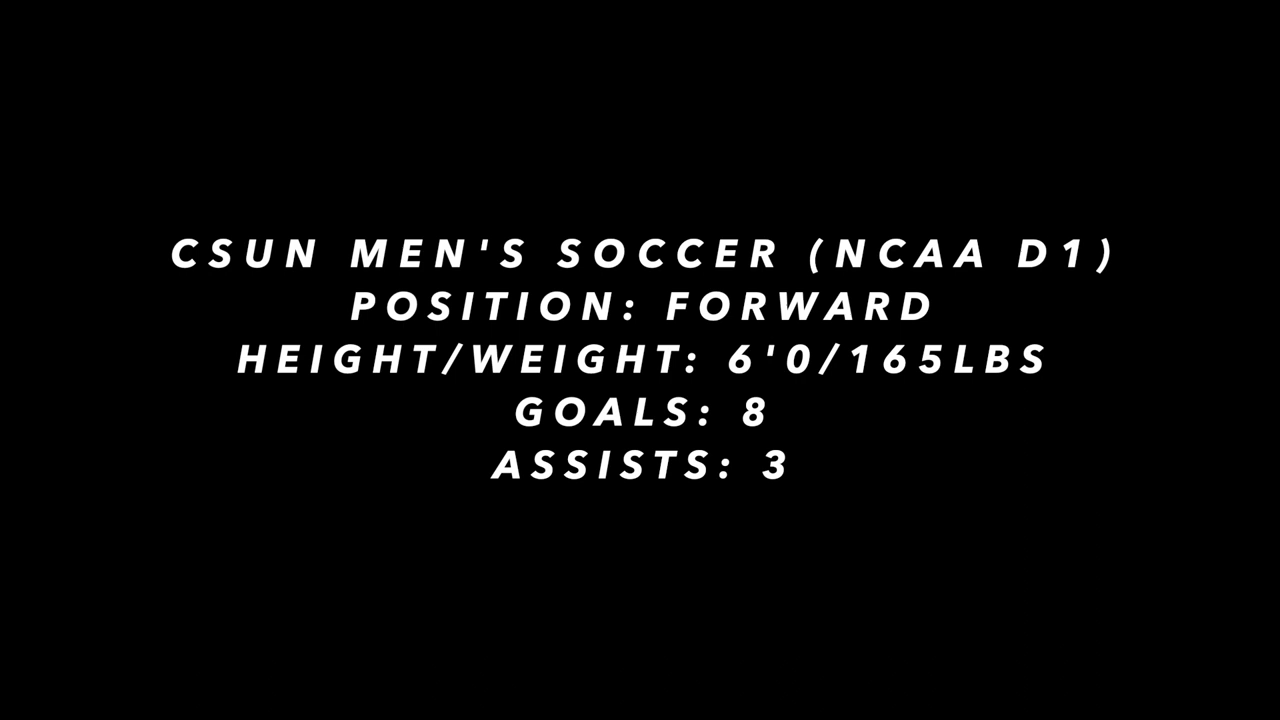 CSUN MEN'S SOCCER (NCAA D1)
POSITION: FORWARD
HEIGHT/WEIGHT: 6'0/165LBS
GOALS: 8
ASSISTS: 3